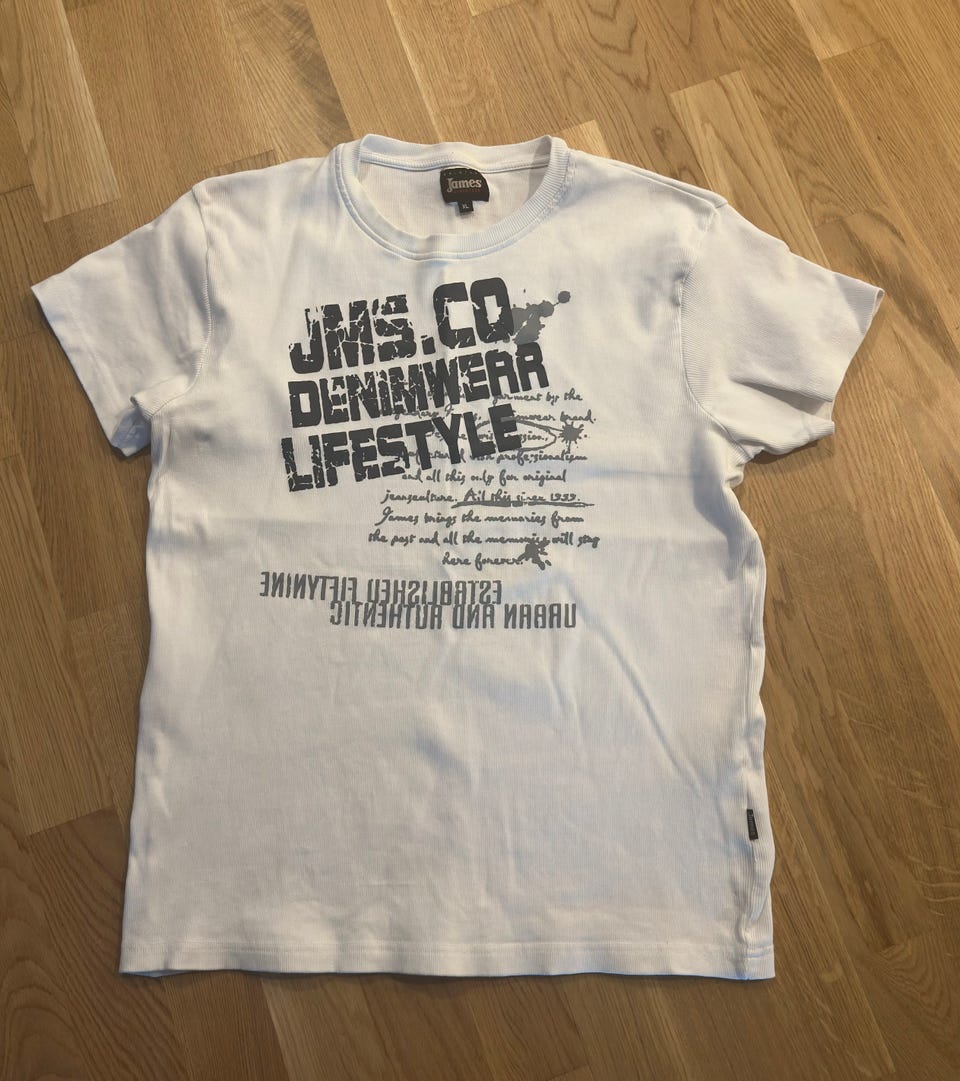 James
XL
JMS.CO
DENIMWEAR
LIFESTYLE
garment by the
brand.
professionalism
and all this only for original
jeansculture. All this since 1959.
James brings the memories from
the past and all the memories will stay
here forever.
ESTABLISHED FIFTYNINE
URBAN AND AUTHENTIC